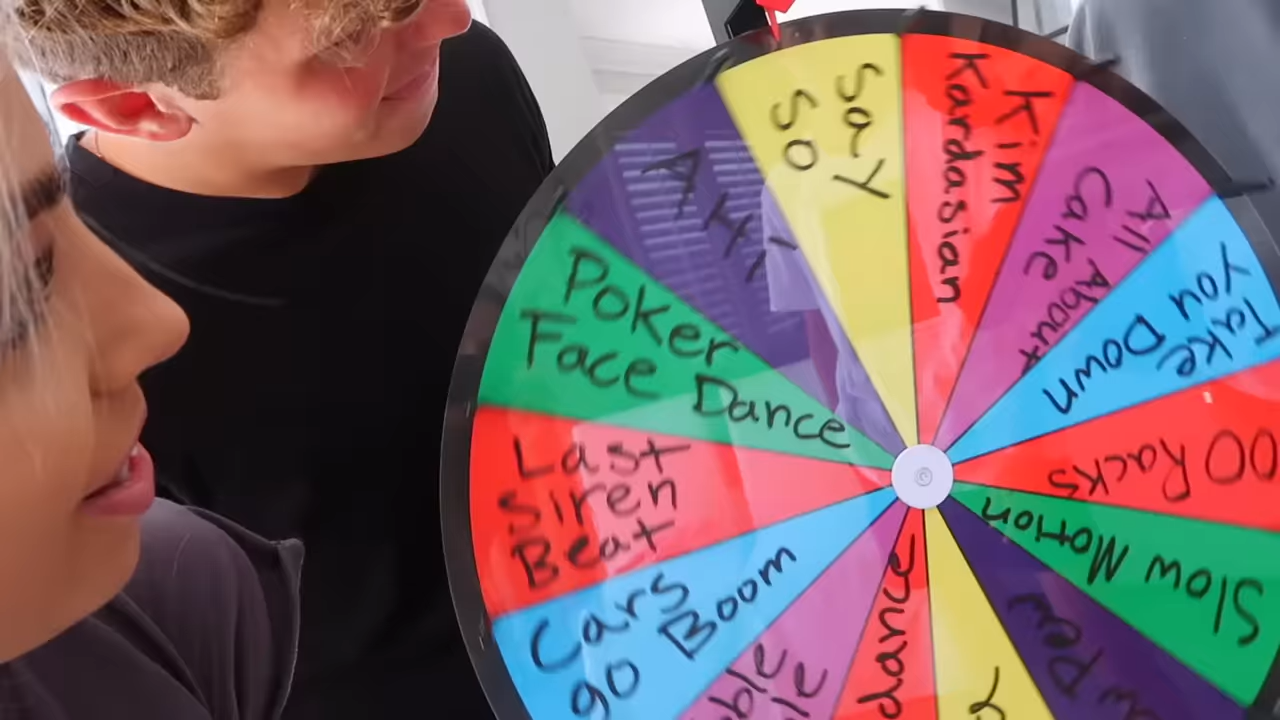 Say
So
Kim
Kardasian
All About
Cake
Take
You Down
00 Racks
Slow Motion
AHI
Poker
Face Dance
Last
Siren
Beat
Cars
go Boom
dance